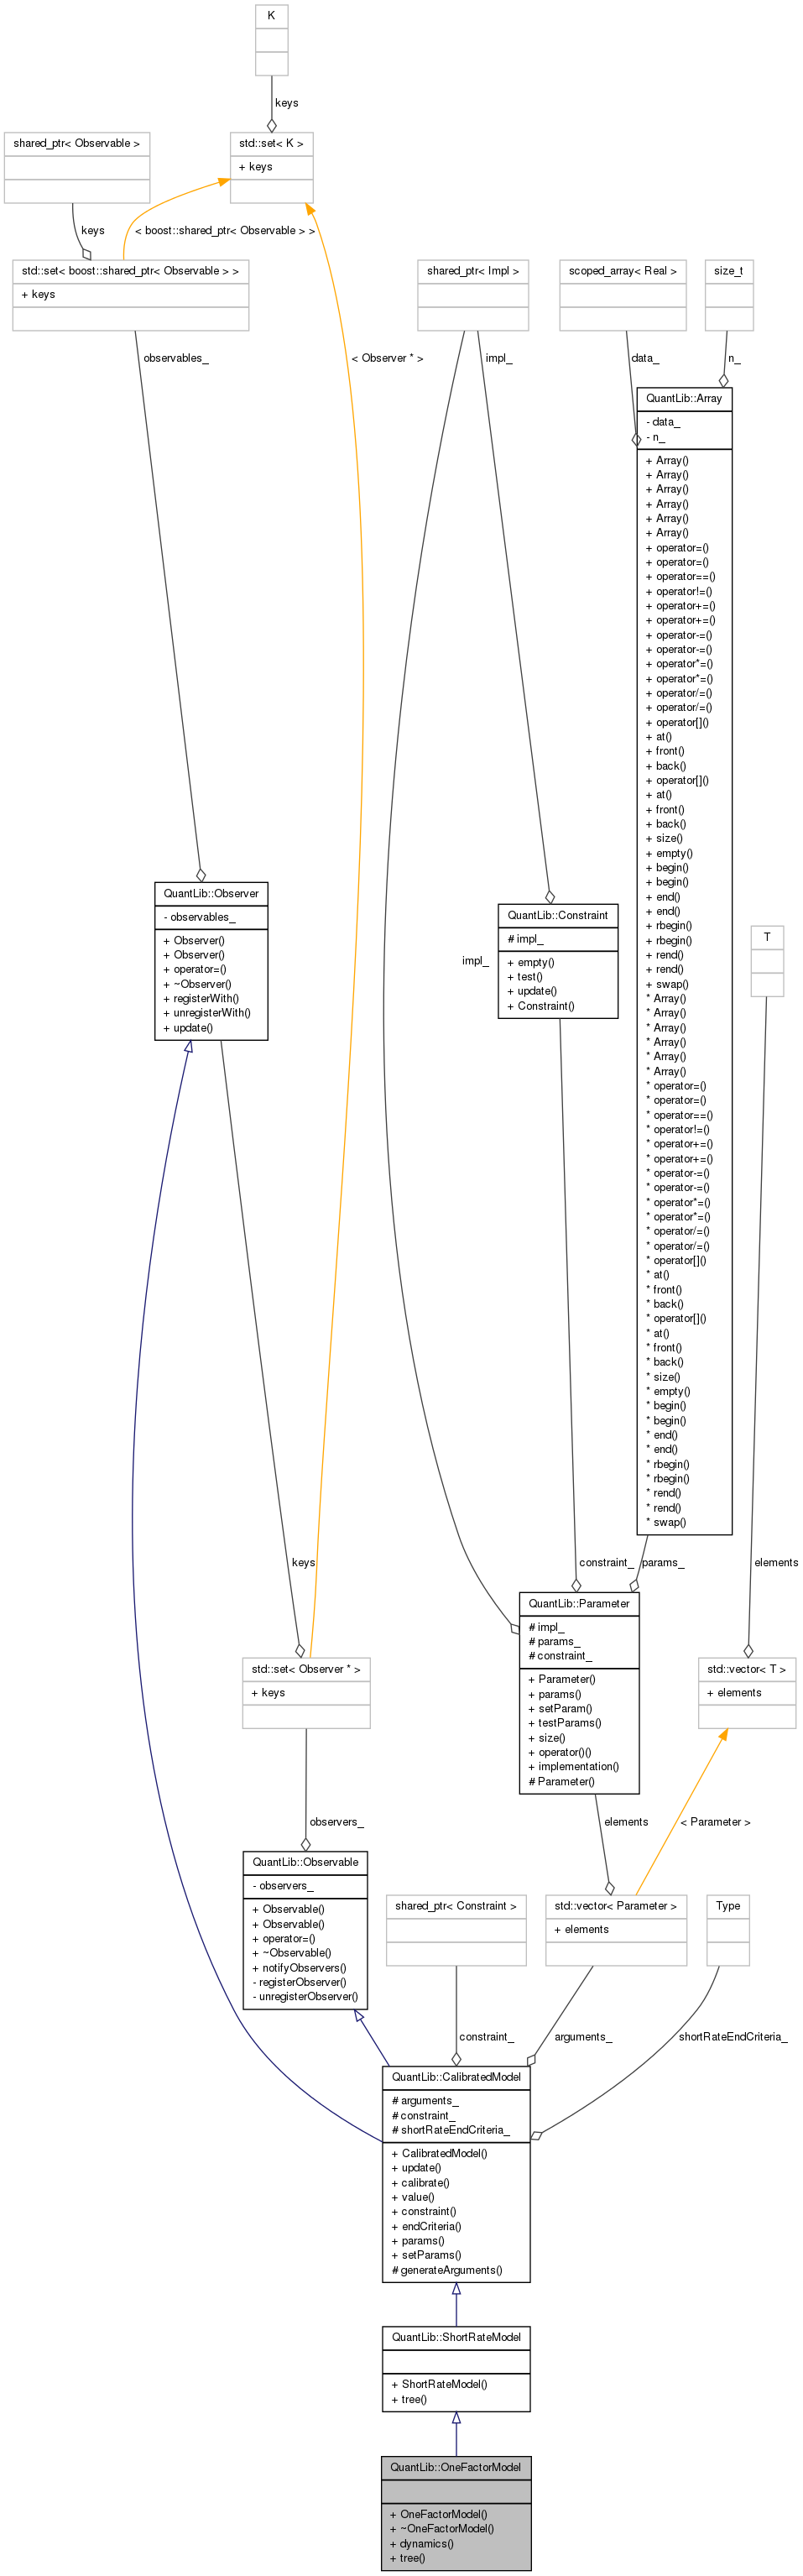 K
keys
shared_ptr< Observable >
std::set< K >
+ keys
keys
< boost::shared_ptr< Observable > >
std::set< boost::shared_ptr< Observable > >
+ keys
shared_ptr< Impl >
scoped_array< Real >
size_t
observables_
< Observer * >
impl_
data_
n_
QuantLib::Array
- data_
- n_
+ Array()
+ Array()
+ Array()
+ Array()
+ Array()
+ Array()
+ operator=()
+ operator=()
+ operator==()
+ operator!=()
+ operator+=()
+ operator+=()
+ operator-=()
+ operator-=()
+ operator*=()
+ operator*=()
+ operator/=()
+ operator/=()
+ operator[]()
+ at()
+ front()
+ back()
+ operator[]()
+ at()
+ front()
+ back()
+ size()
+ empty()
+ begin()
+ begin()
+ end()
+ end()
+ rbegin()
+ rbegin()
+ rend()
+ rend()
+ swap()
* Array()
* Array()
* Array()
* Array()
* Array()
* Array()
* operator=()
* operator=()
* operator==()
* operator!=()
* operator+=()
* operator+=()
* operator-=()
* operator-=()
* operator*=()
* operator*=()
* operator/=()
* operator/=()
* operator[]()
* at()
* front()
* back()
* operator[]()
* at()
* front()
* back()
* size()
* empty()
* begin()
* begin()
* end()
* end()
* rbegin()
* rbegin()
* rend()
* rend()
* swap()
QuantLib::Observer
- observables_
+ Observer()
+ Observer()
+ operator=()
+ ~Observer()
+ registerWith()
+ unregisterWith()
+ update()
QuantLib::Constraint
# impl_
+ empty()
+ test()
+ update()
+ Constraint()
impl_
T
keys
constraint_
params_
elements
QuantLib::Parameter
# impl_
# params_
# constraint_
+ Parameter()
+ params()
+ setParam()
+ testParams()
+ size()
+ operator()()
+ implementation()
# Parameter()
std::set< Observer * >
+ keys
std::vector< T >
+ elements
observers_
elements
< Parameter >
QuantLib::Observable
- observers_
+ Observable()
+ Observable()
+ operator=()
+ ~Observable()
+ notifyObservers()
- registerObserver()
- unregisterObserver()
shared_ptr< Constraint >
std::vector< Parameter >
+ elements
Type
constraint_
arguments_
shortRateEndCriteria_
QuantLib::CalibratedModel
# arguments_
# constraint_
# shortRateEndCriteria_
+ CalibratedModel()
+ update()
+ calibrate()
+ value()
+ constraint()
+ endCriteria()
+ params()
+ setParams()
# generateArguments()
QuantLib::ShortRateModel
+ ShortRateModel()
+ tree()
QuantLib::OneFactorModel
+ OneFactorModel()
+ ~OneFactorModel()
+ dynamics()
+ tree()